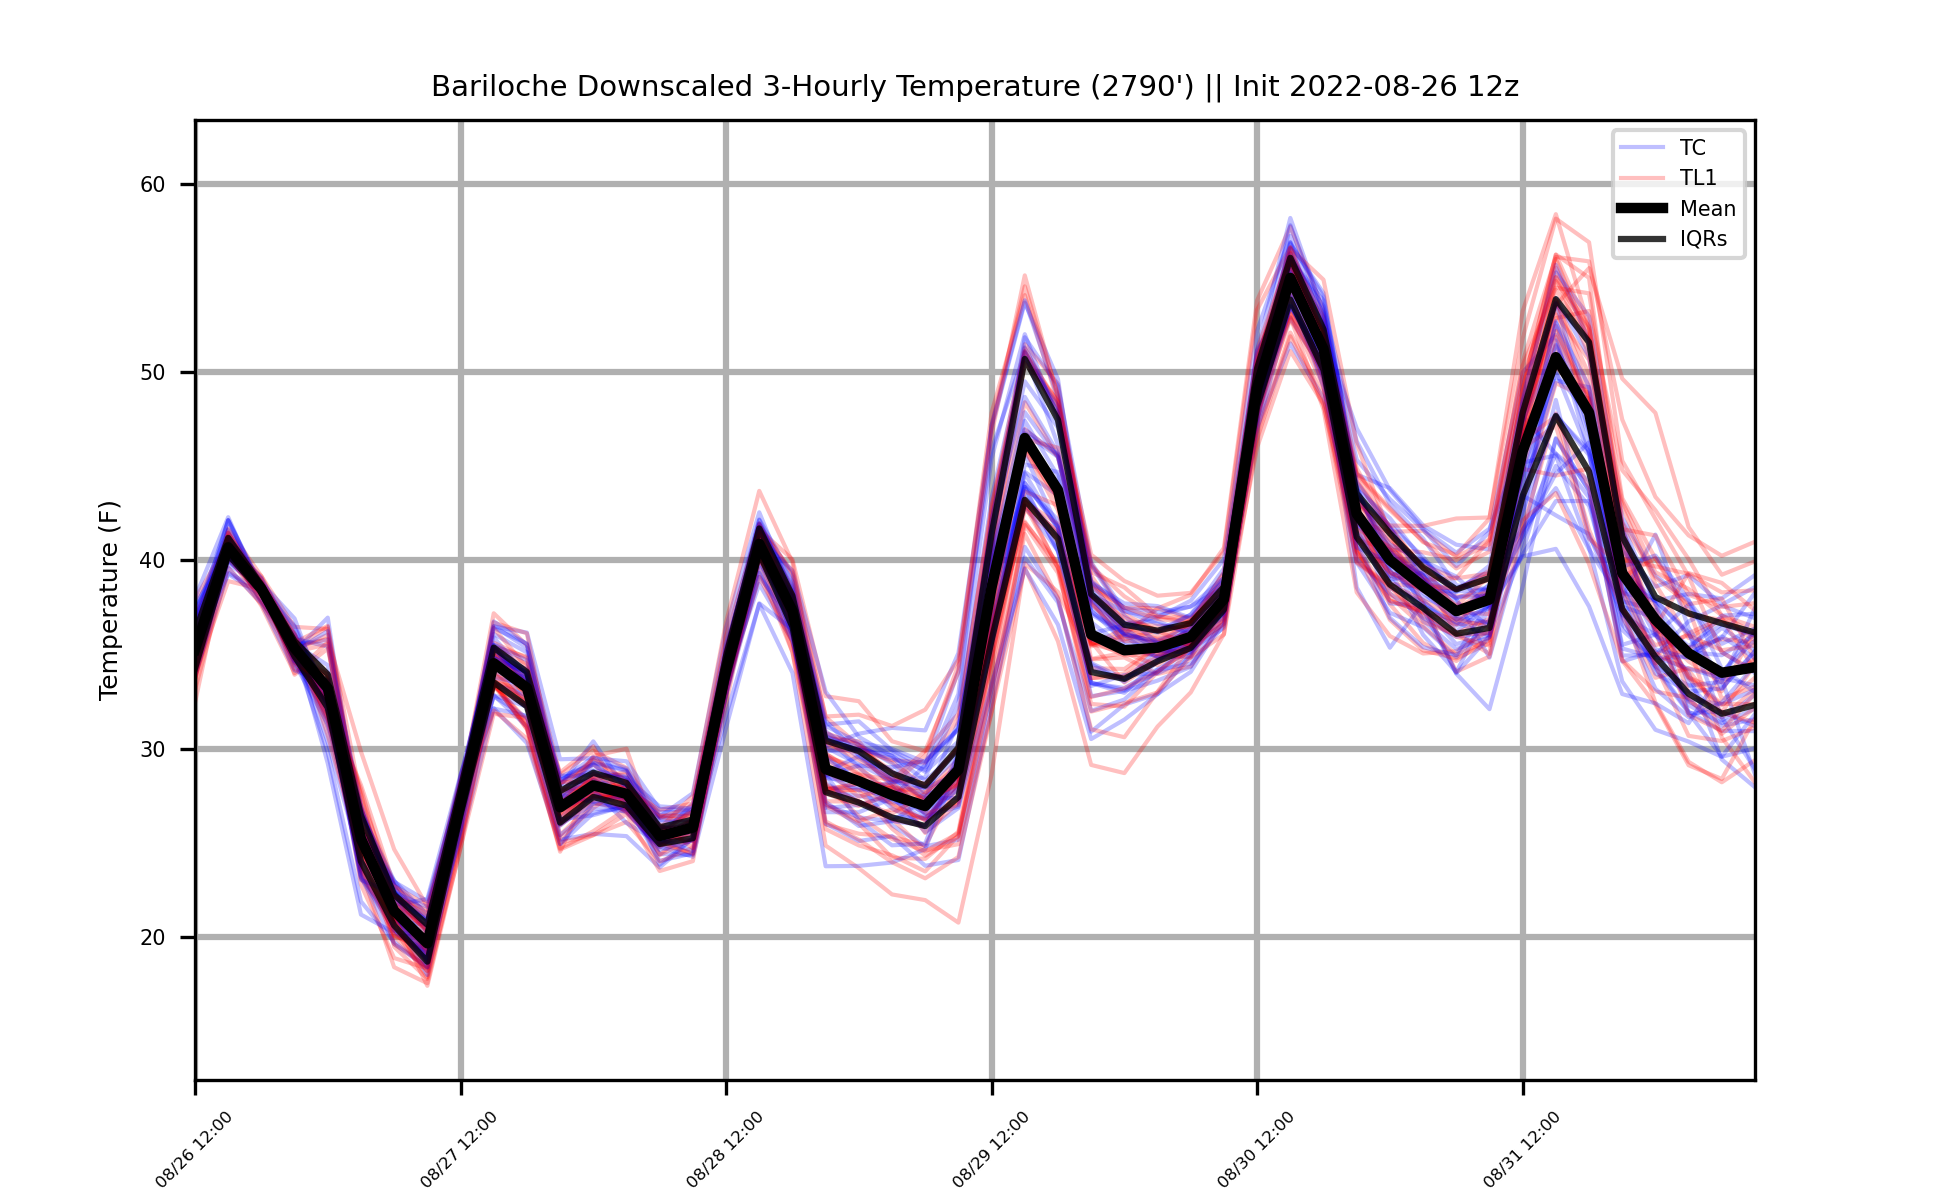 Bariloche Downscaled 3-Hourly Temperature (2790') || Init 2022-08-26 12z
TC
TL1
Mean
IQRs
Temperature (F)
60
50
40
30
20
08/26 12:00
08/27 12:00
08/28 12:00
08/29 12:00
08/30 12:00
08/31 12:00